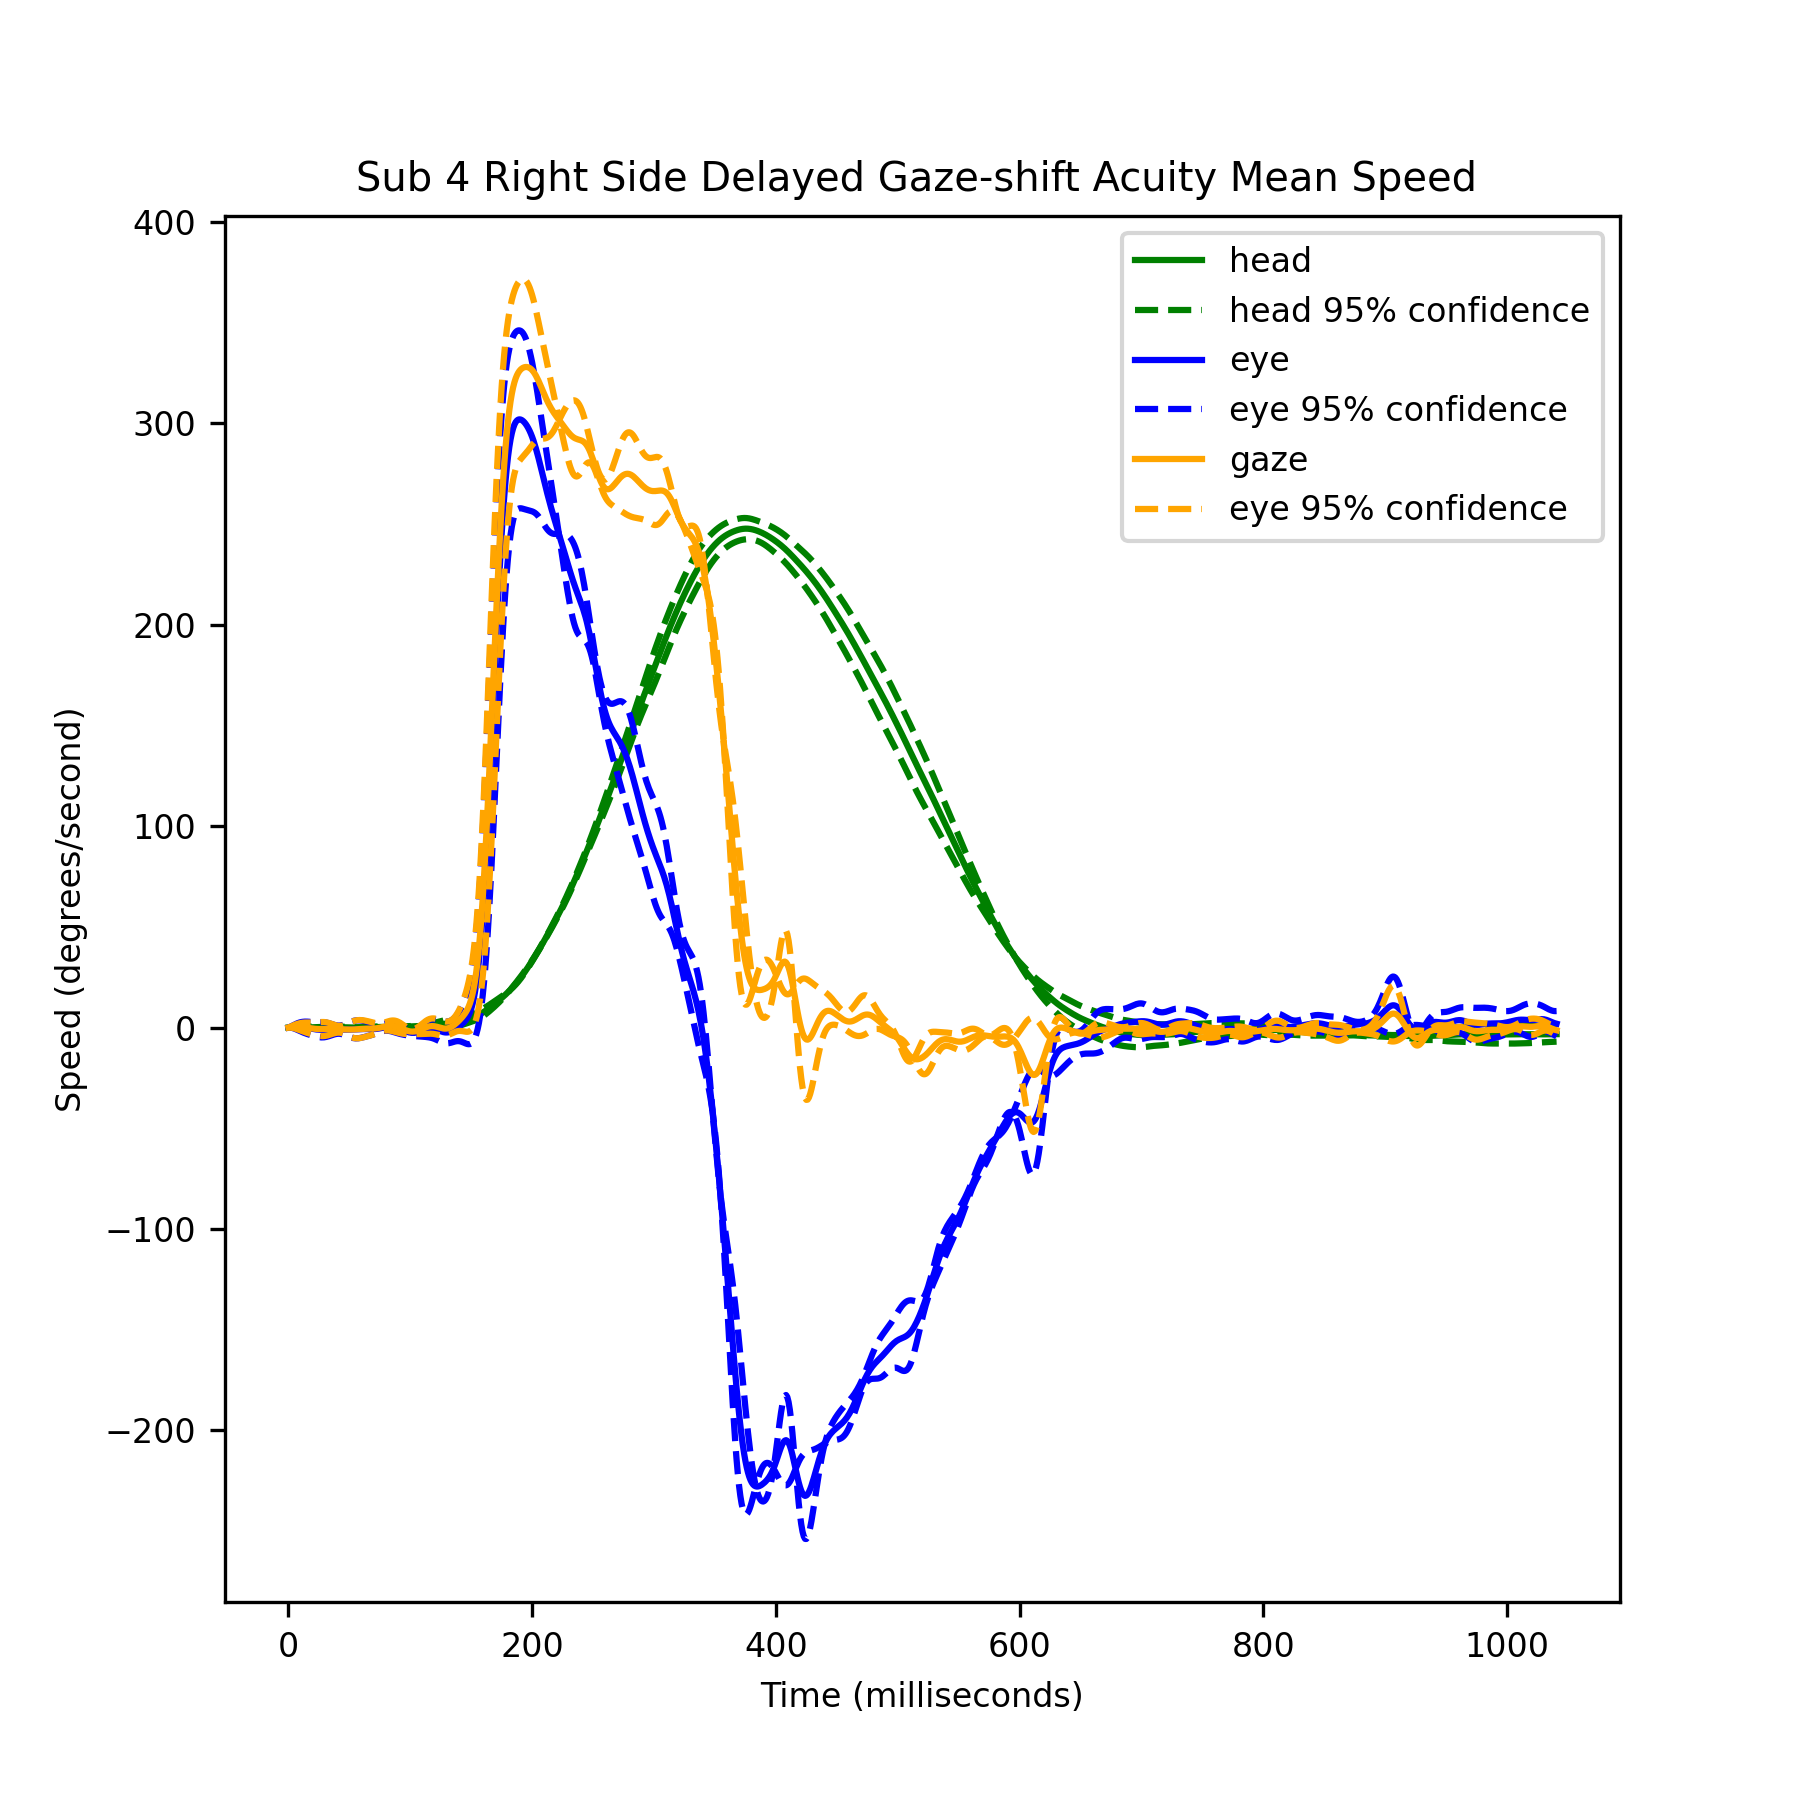 Sub 4 Right Side Delayed Gaze-shift Acuity Mean Speed
400
300
200
100
0
−100
−200
Speed (degrees/second)
head
head 95% confidence
eye
eye 95% confidence
gaze
eye 95% confidence
0 200 400 600 800 1000
Time (milliseconds)